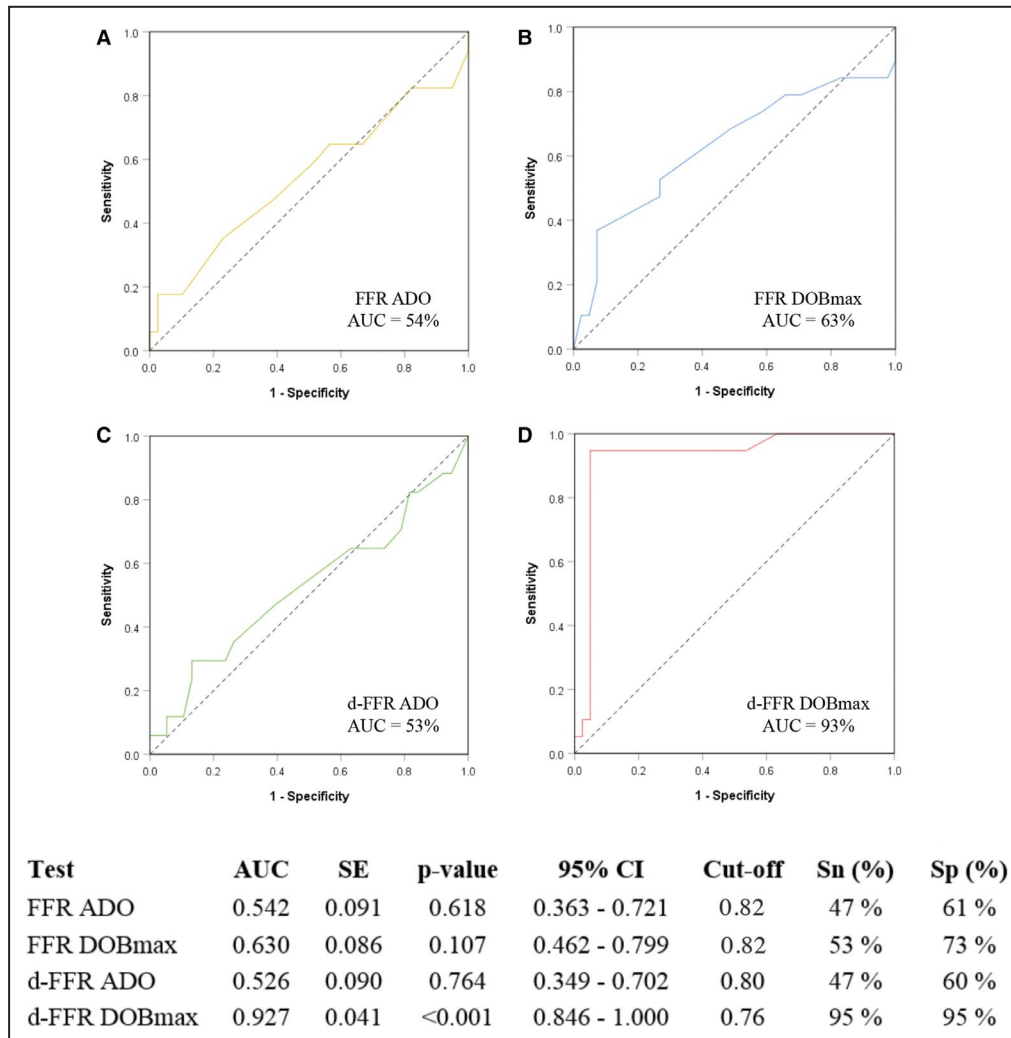 A
1.0
0.8
0.6
0.4
0.2
0.0
Sensitivity
FFR ADO
AUC = 54%
0.0 0.2 0.4 0.6 0.8 1.0
1 - Specificity
B
1.0
0.8
0.6
0.4
0.2
0.0
Sensitivity
FFR DOBmax
AUC = 63%
0.0 0.2 0.4 0.6 0.8 1.0
1 - Specificity
C
1.0
0.8
0.6
0.4
0.2
0.0
Sensitivity
d-FFR ADO
AUC = 53%
0.0 0.2 0.4 0.6 0.8 1.0
1 - Specificity
D
1.0
0.8
0.6
0.4
0.2
0.0
Sensitivity
d-FFR DOBmax
AUC = 93%
0.0 0.2 0.4 0.6 0.8 1.0
1 - Specificity
Test AUC SE p-value 95% CI Cut-off Sn (%) Sp (%)
FFR ADO 0.542 0.091 0.618 0.363 - 0.721 0.82 47 % 61 %
FFR DOBmax 0.630 0.086 0.107 0.462 - 0.799 0.82 53 % 73 %
d-FFR ADO 0.526 0.090 0.764 0.349 - 0.702 0.80 47 % 60 %
d-FFR DOBmax 0.927 0.041 <0.001 0.846 - 1.000 0.76 95 % 95 %